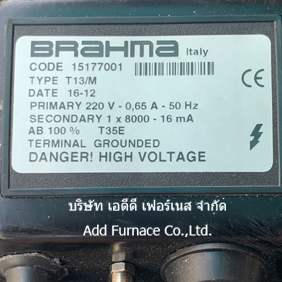 BRAHMA Italy
CODE 15177001
TYPE T13/M
DATE 16-12
PRIMARY 220 V - 0,65 A - 50 Hz
SECONDARY 1 x 8000 - 16 mA
AB 100 % T35E
TERMINAL GROUNDED
DANGER! HIGH VOLTAGE
บริษัท เอดีดี เฟอร์เนส จำกัด
Add Furnace Co.,Ltd.